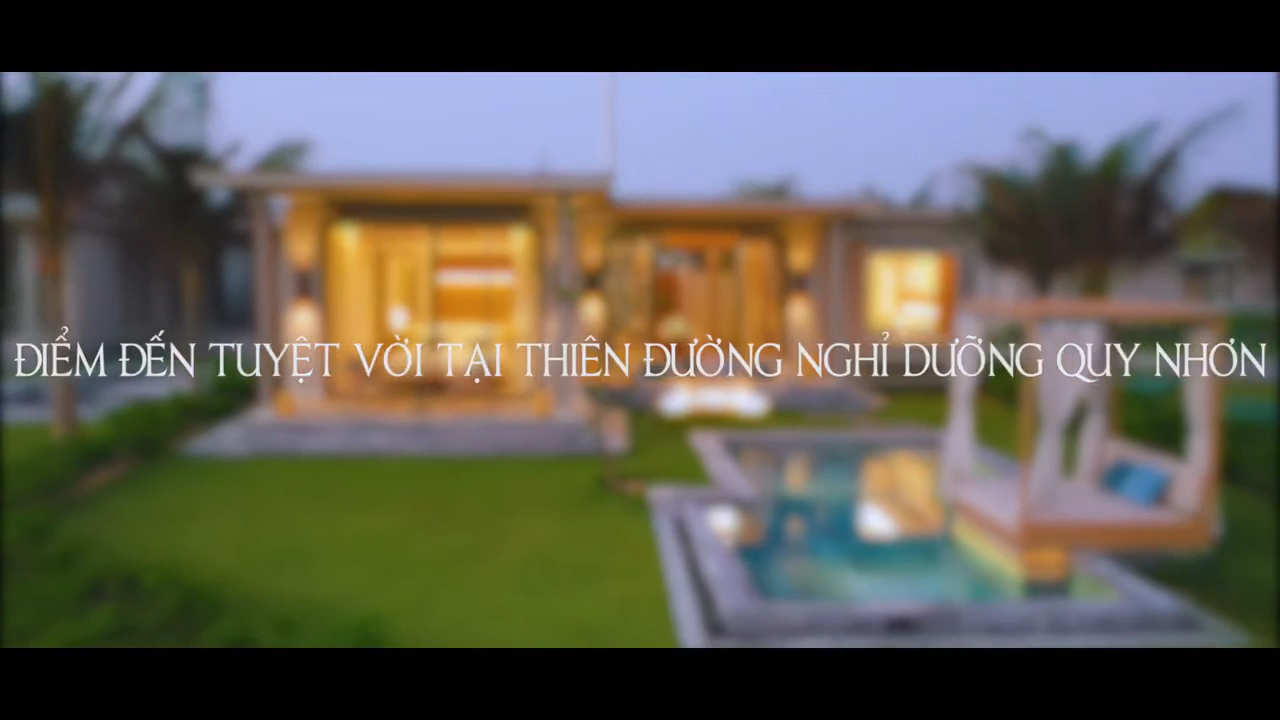 ĐIỂM ĐẾN TUYỆT VỜI TẠI THIÊN ĐƯỜNG NGHỈ DƯỠNG QUY NHƠN